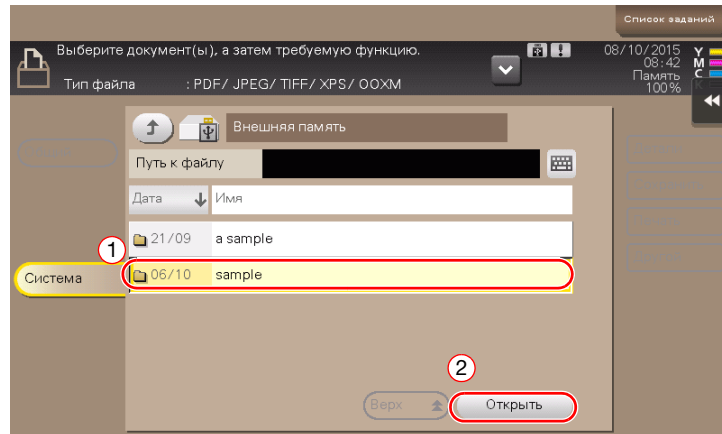 Список заданий
Выберите документ(ы), а затем требуемую функцию.
Тип файла : PDF/ JPEG/ TIFF/ XPS/ OOXM
08/10/2015
08:42
Память
100%
Y
M
C
K
Внешняя память
Путь к файлу
Дата Имя
21/09 a sample
1
06/10 sample
Система
2
Верх Открыть